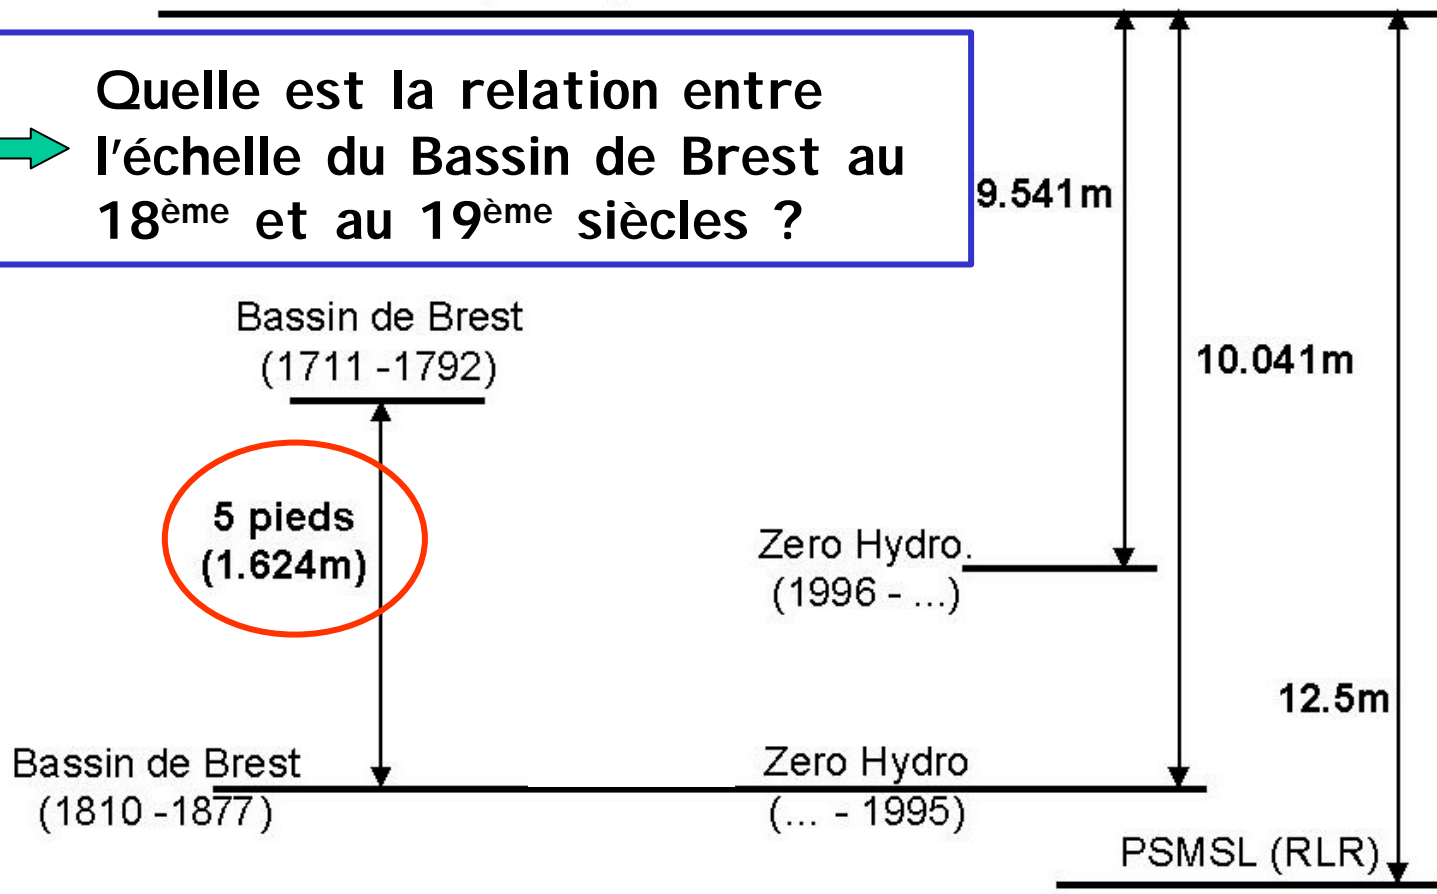 Quelle est la relation entre
l'échelle du Bassin de Brest au
18ème et au 19ème siècles ?
9.541m
Bassin de Brest
(1711 -1792)
10.041m
5 pieds
(1.624m)
Zero Hydro.
(1996 - ...)
12.5m
Bassin de Brest
(1810 -1877)
Zero Hydro
(... - 1995)
PSMSL (RLR)